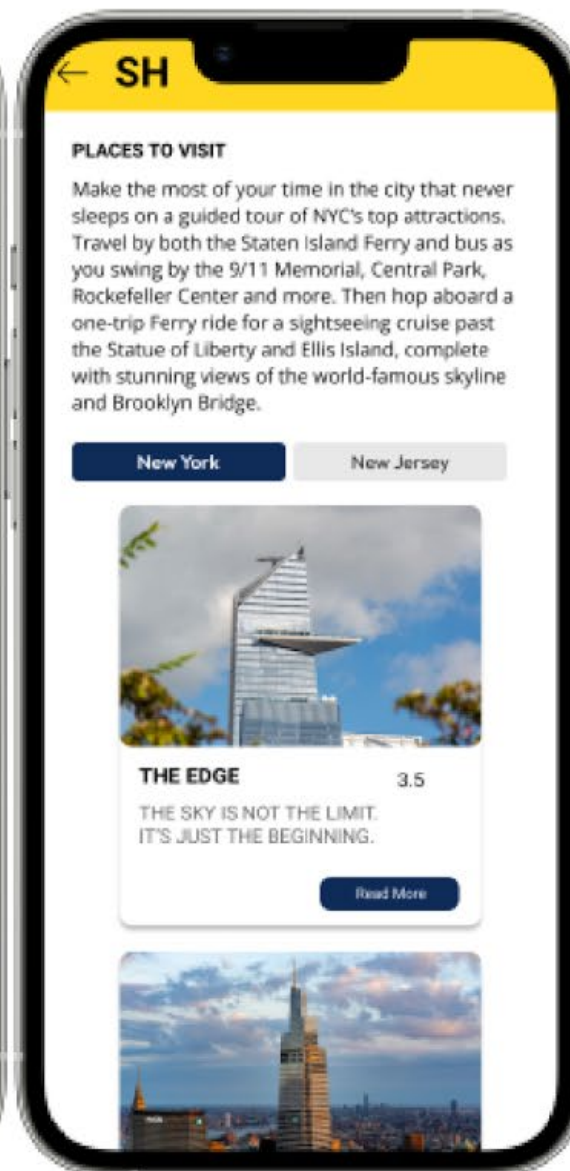 SH
PLACES TO VISIT
Make the most of your time in the city that never
sleeps on a guided tour of NYC's top attractions.
Travel by both the Staten Island Ferry and bus as
you swing by the 9/11 Memorial, Central Park,
Rockefeller Center and more. Then hop aboard a
one-trip Ferry ride for a sightseeing cruise past
the Statue of Liberty and Ellis Island, complete
with stunning views of the world-famous skyline
and Brooklyn Bridge.
New York
New Jersey
THE EDGE
3.5
THE SKY IS NOT THE LIMIT.
IT'S JUST THE BEGINNING.
Read More